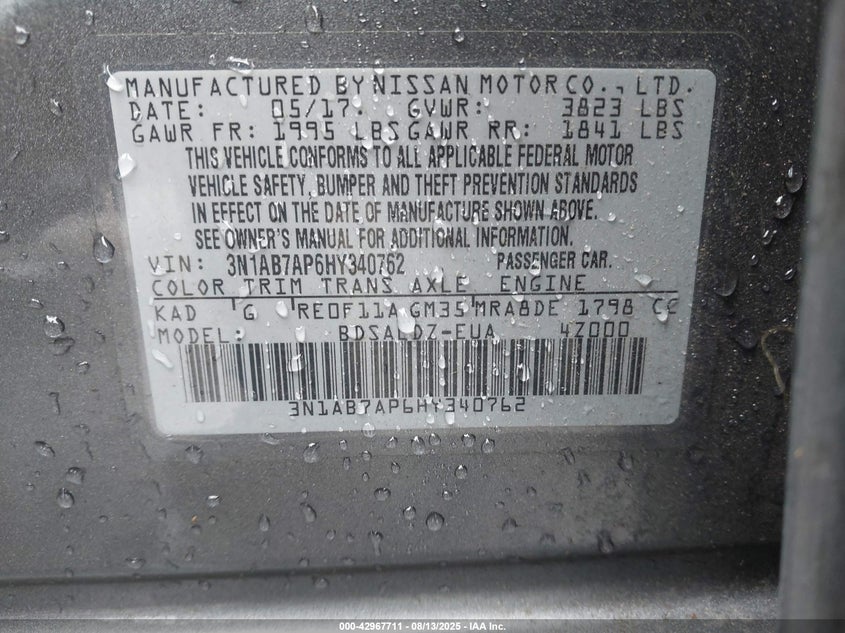 MANUFACTURED BY NISSAN MOTOR CO., LTD.
DATE: 05/17. GVWR: 3823 LBS
GAWR FR: 1995 LBS GAWR RR: 1841 LBS
THIS VEHICLE CONFORMS TO ALL APPLICABLE FEDERAL MOTOR
VEHICLE SAFETY, BUMPER AND THEFT PREVENTION STANDARDS
IN EFFECT ON THE DATE OF MANUFACTURE SHOWN ABOVE.
SEE OWNER'S MANUAL FOR ADDITIONAL INFORMATION.
VIN: 3N1AB7AP6HY340762 PASSENGER CAR.
COLOR TRIM TRANS AXLE ENGINE
KAD G RE0F11A GM35 MRA8DE 1798 CC
MODEL: BDSALDZ-EUA 4Z000
3N1AB7AP6HY340762
000-42967711 - 08/13/2025 - IAA Inc.